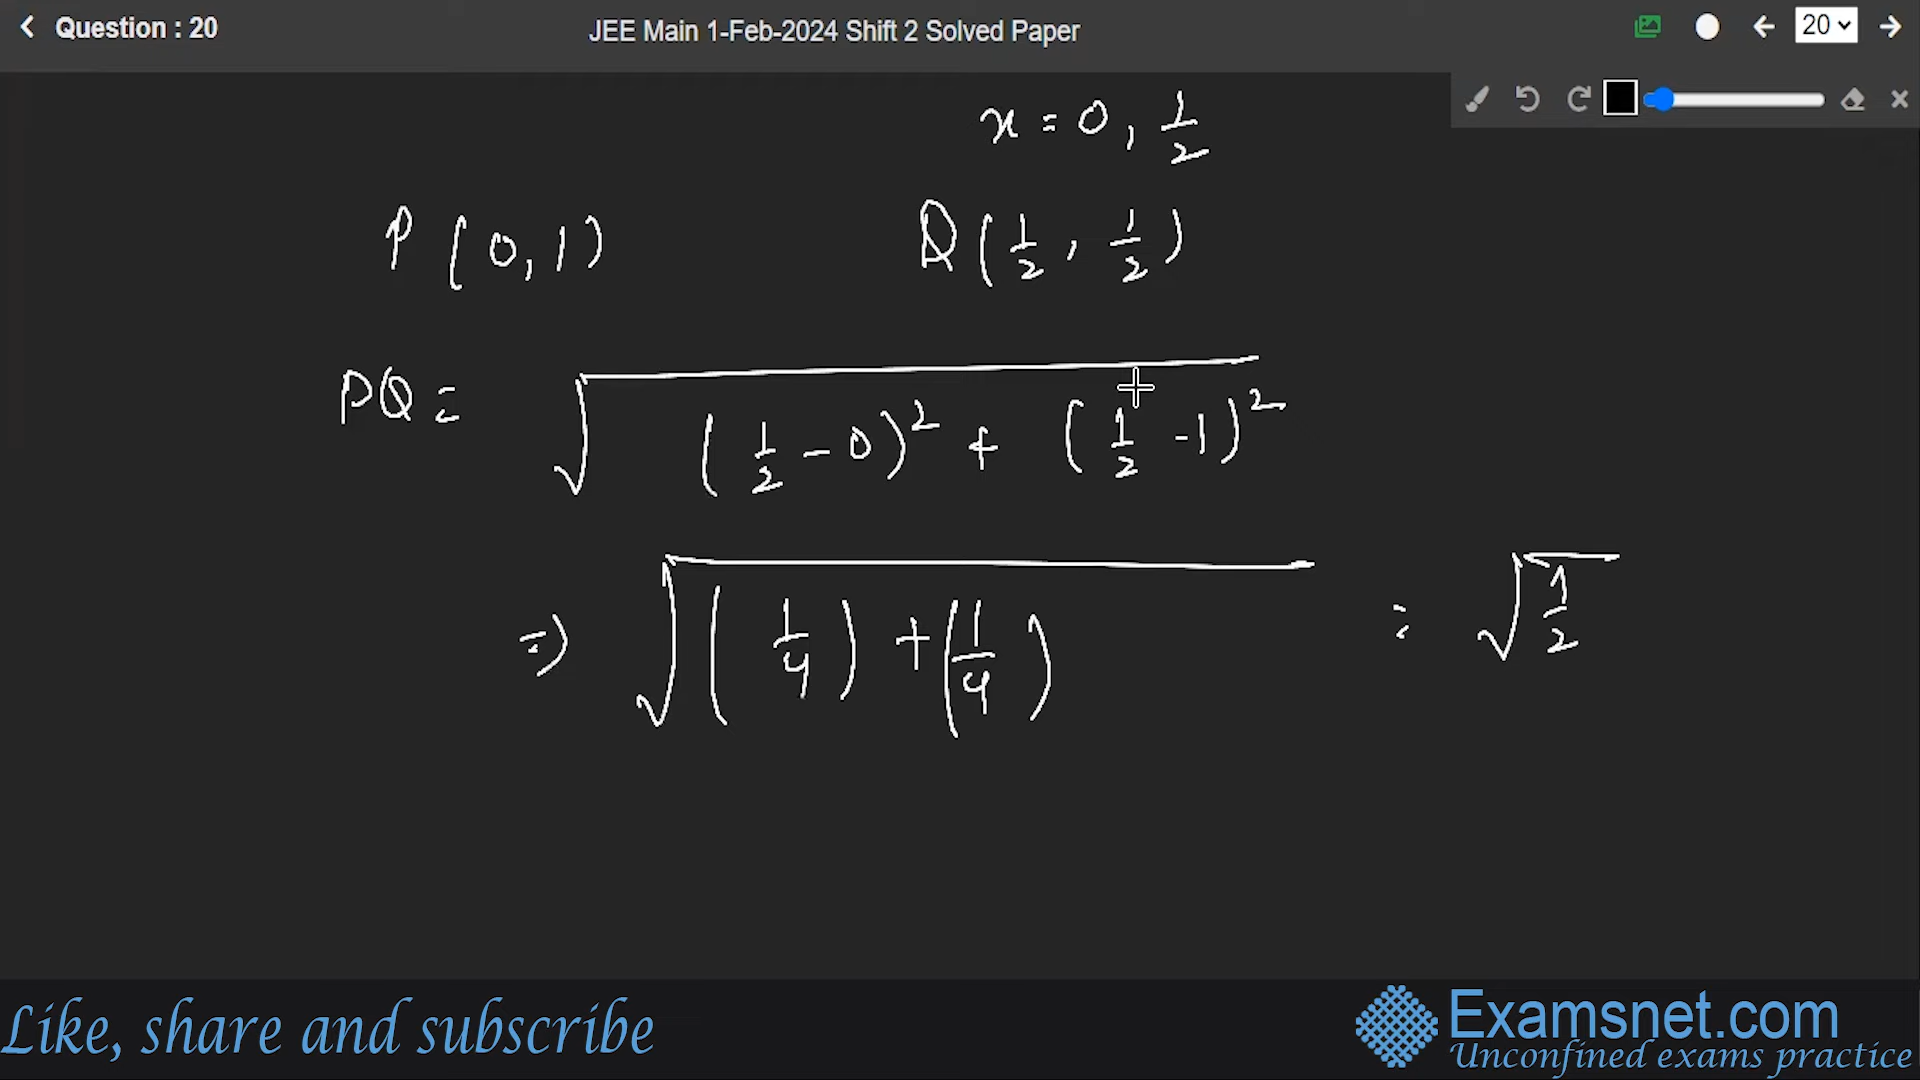 Question : 20
JEE Main 1-Feb-2024 Shift 2 Solved Paper
20
x = 0, 1/2
P (0, 1) Q (1/2, 1/2)
PQ = √((1/2 - 0)² + (1/2 - 1)²)
⇒ √((1/4) + (1/4)) = √(1/2)
Like, share and subscribe
Examsnet.com
Unconfined exams practice